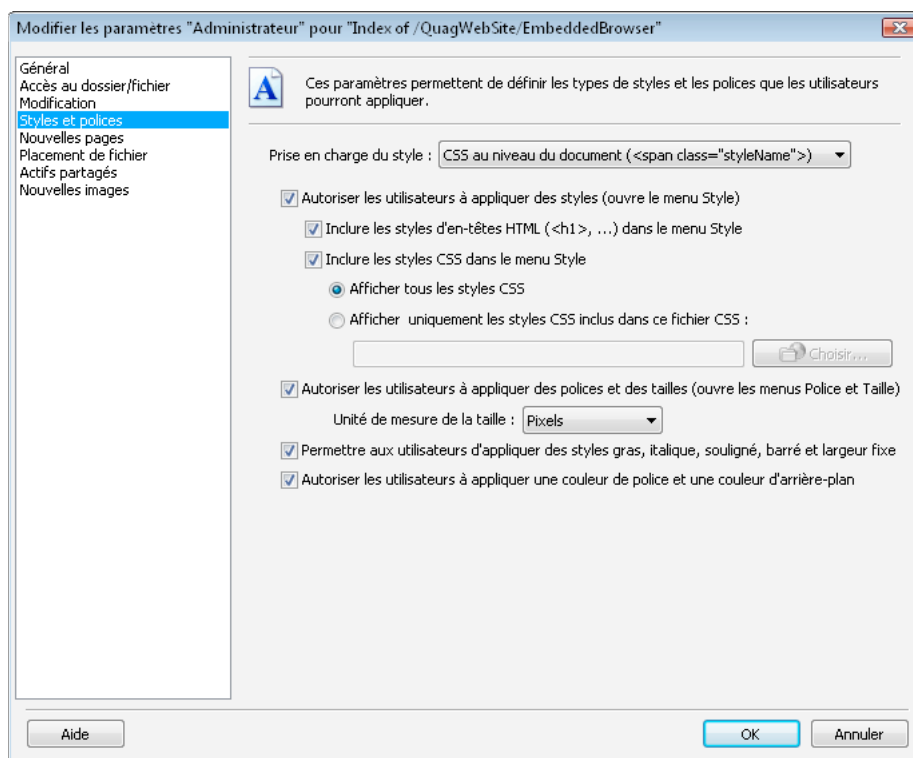 Modifier les paramètres "Administrateur" pour "Index of /QuagWebSite/EmbeddedBrowser"
Général
Accès au dossier/fichier
Modification
Styles et polices
Nouvelles pages
Placement de fichier
Actifs partagés
Nouvelles images
Ces paramètres permettent de définir les types de styles et les polices que les utilisateurs
pourront appliquer.
Prise en charge du style : CSS au niveau du document (<span class="styleName">)
Autoriser les utilisateurs à appliquer des styles (ouvre le menu Style)
Inclure les styles d'en-têtes HTML (<h1>, ...) dans le menu Style
Inclure les styles CSS dans le menu Style
Afficher tous les styles CSS
Afficher uniquement les styles CSS inclus dans ce fichier CSS :
Choisir...
Autoriser les utilisateurs à appliquer des polices et des tailles (ouvre les menus Police et Taille)
Unité de mesure de la taille : Pixels
Permettre aux utilisateurs d'appliquer des styles gras, italique, souligné, barré et largeur fixe
Autoriser les utilisateurs à appliquer une couleur de police et une couleur d'arrière-plan
Aide OK Annuler